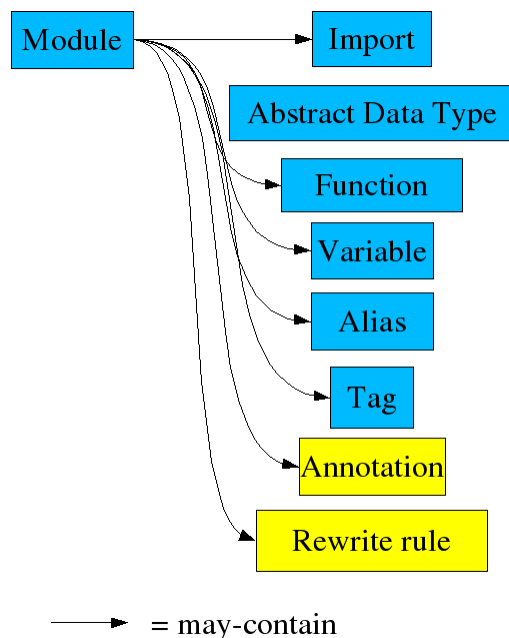 Module
Import
Abstract Data Type
Function
Variable
Alias
Tag
Annotation
Rewrite rule
= may-contain